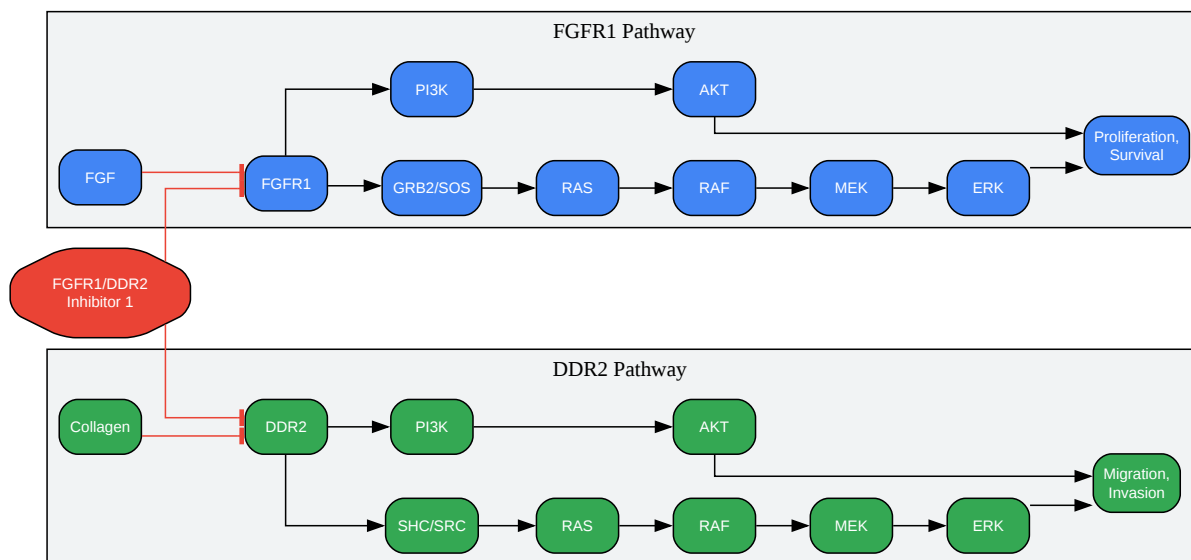 FGFR1 Pathway
PI3K
AKT
Proliferation,
Survival
FGF
FGFR1
GRB2/SOS
RAS
RAF
MEK
ERK
FGFR1/DDR2
Inhibitor 1
DDR2 Pathway
Collagen
DDR2
PI3K
AKT
Migration,
Invasion
SHC/SRC
RAS
RAF
MEK
ERK